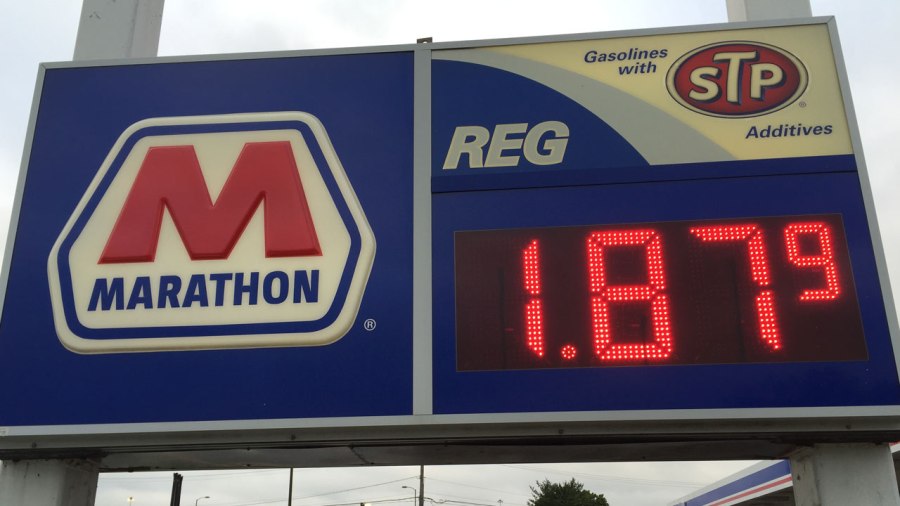 M
MARATHON
®
Gasolines
with
STP
®
Additives
REG
1.879